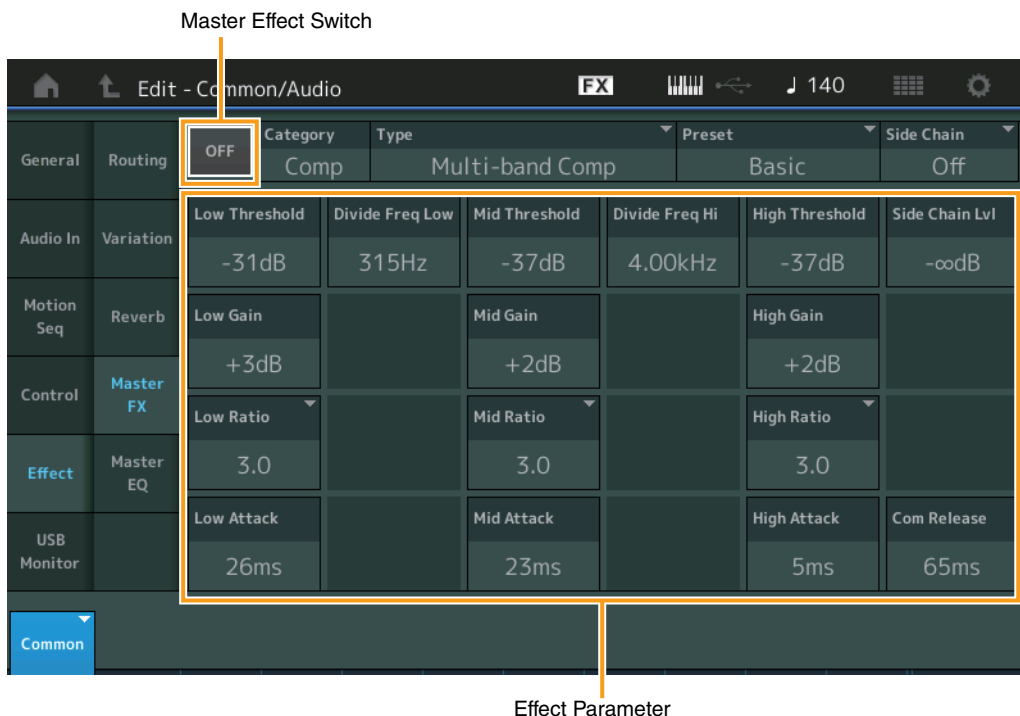 Master Effect Switch
Edit - Common/Audio
FX
140
General
Audio In
Motion
Seq
Control
Effect
USB
Monitor
Routing
Variation
Reverb
Master
FX
Master
EQ
OFF
Category
Comp
Type
Multi-band Comp
Preset
Basic
Side Chain
Off
Low Threshold
-31dB
Divide Freq Low
315Hz
Mid Threshold
-37dB
Divide Freq Hi
4.00kHz
High Threshold
-37dB
Side Chain Lvl
-∞dB
Low Gain
+3dB
Mid Gain
+2dB
High Gain
+2dB
Low Ratio
3.0
Mid Ratio
3.0
High Ratio
3.0
Low Attack
26ms
Mid Attack
23ms
High Attack
5ms
Com Release
65ms
Common
Effect Parameter